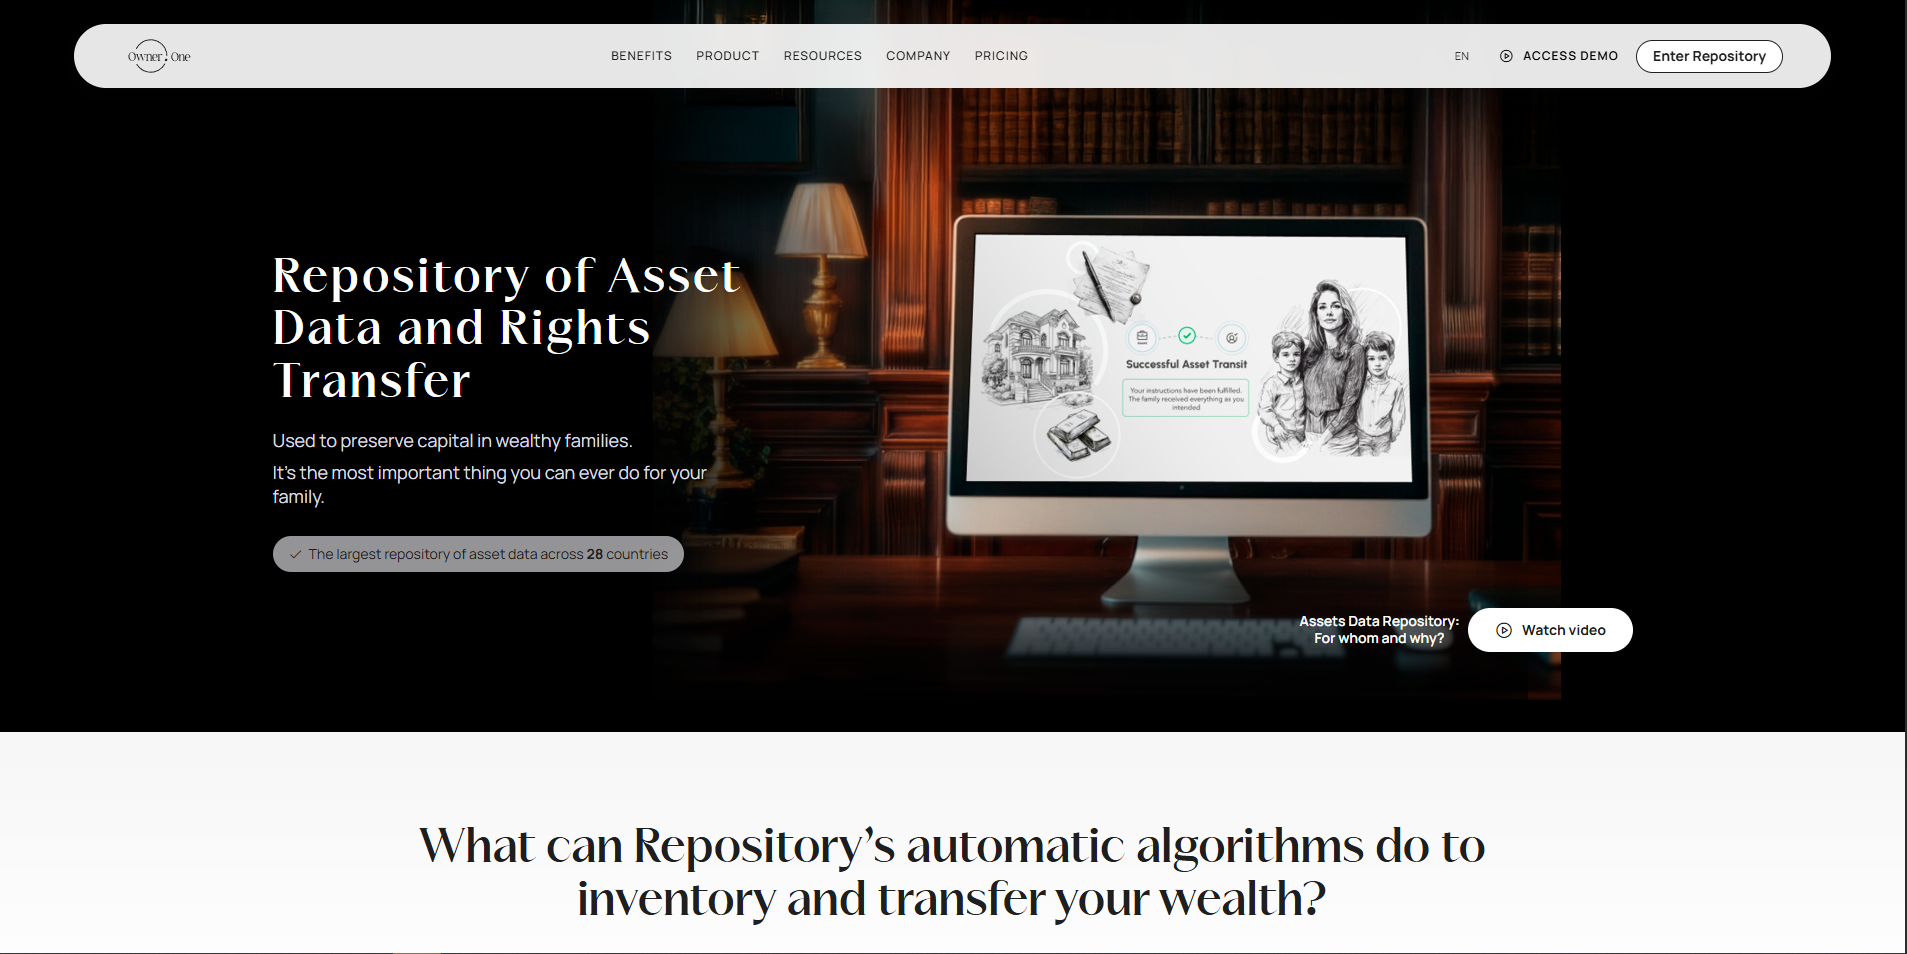 Owner.One
BENEFITS
PRODUCT
RESOURCES
COMPANY
PRICING
EN
ACCESS DEMO
Enter Repository
Repository of Asset
Data and Rights
Transfer
Used to preserve capital in wealthy families.
It's the most important thing you can ever do for your
family.
The largest repository of asset data across 28 countries
Successful Asset Transit
Your instructions have been fulfilled.
The family received everything as you
intended
Assets Data Repository:
For whom and why?
Watch video
What can Repository's automatic algorithms do to
inventory and transfer your wealth?